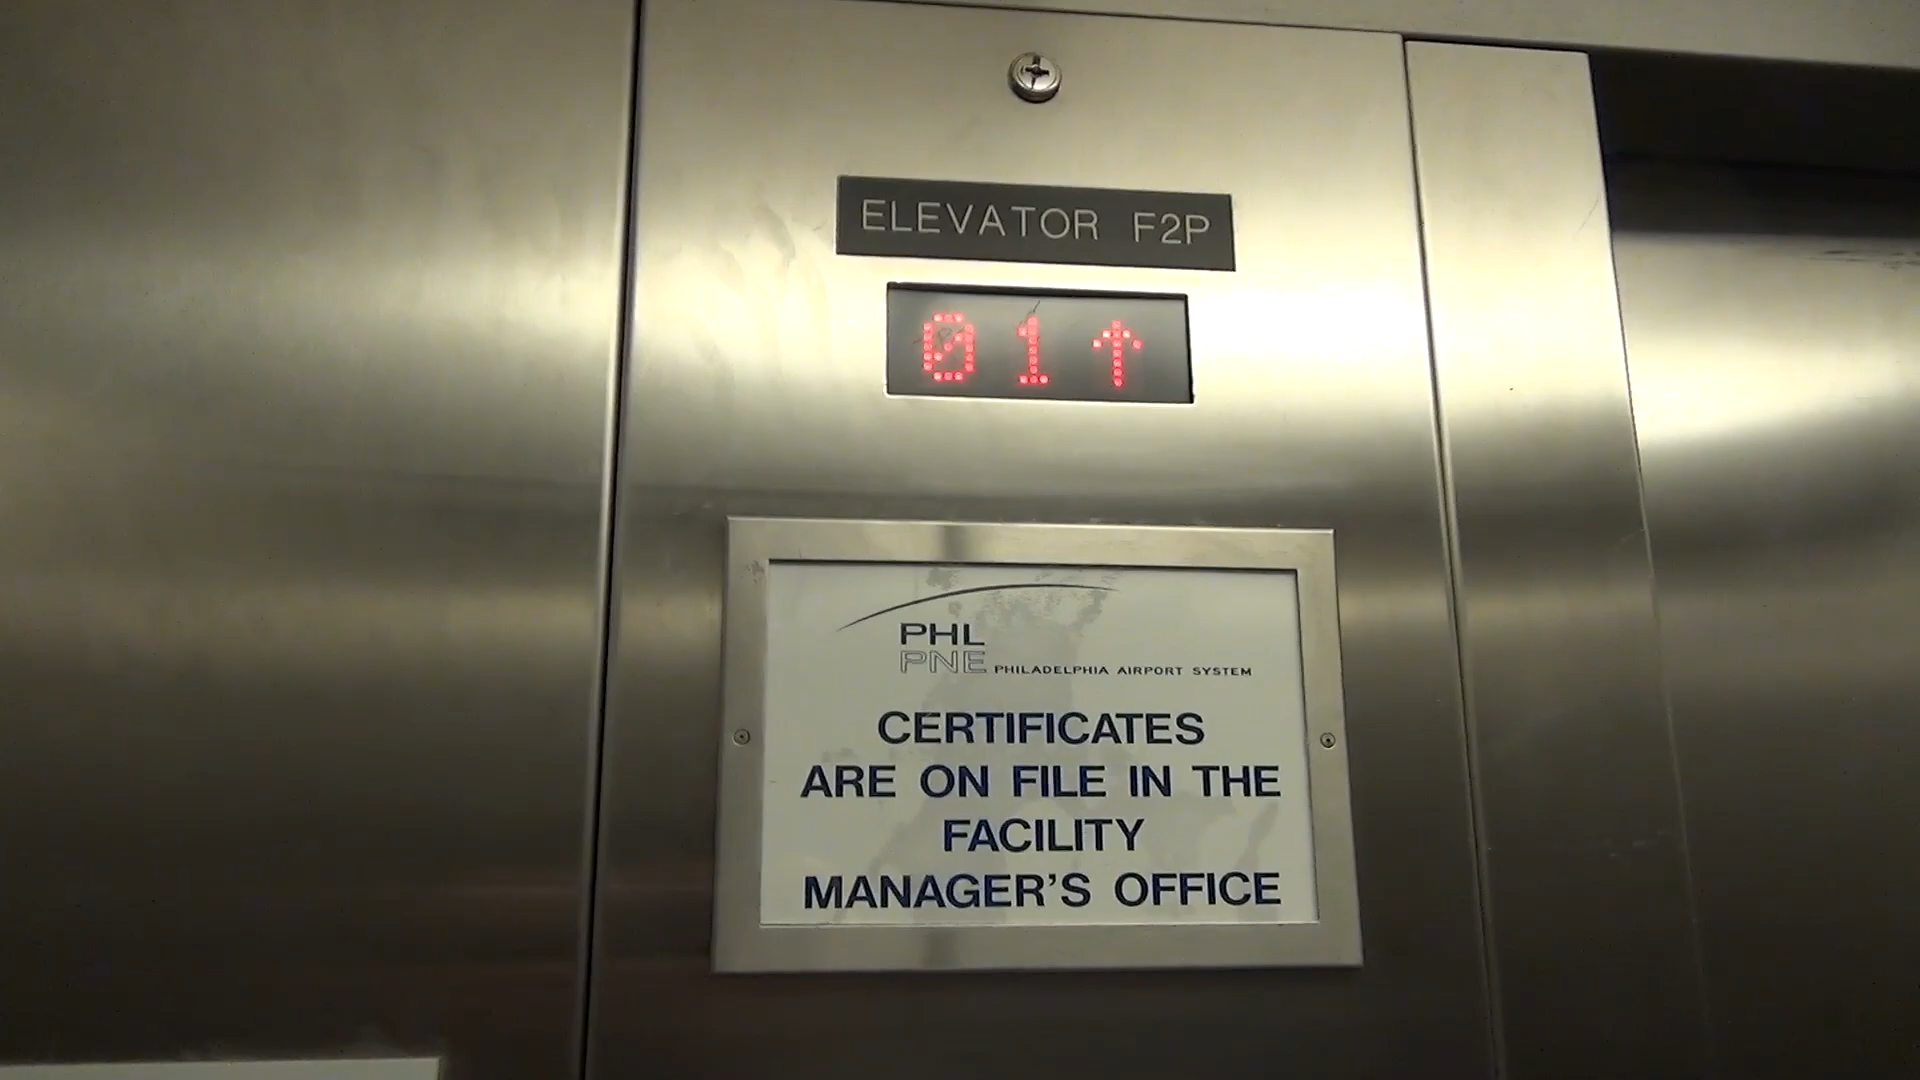 ELEVATOR F2P
01↑
PHL
PNE PHILADELPHIA AIRPORT SYSTEM
CERTIFICATES
ARE ON FILE IN THE
FACILITY
MANAGER'S OFFICE